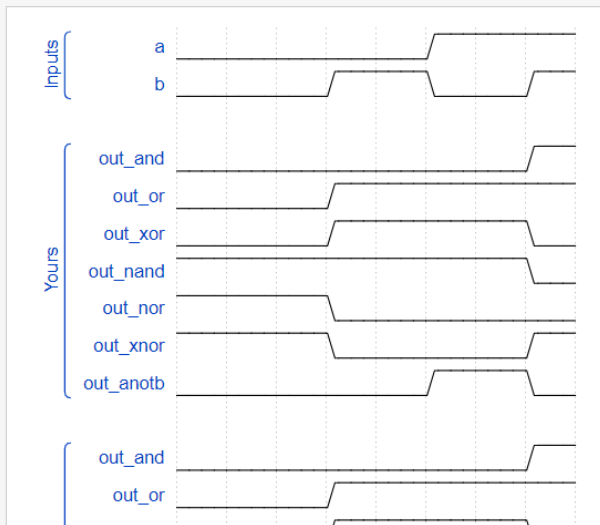 Inputs
a
b
Yours
out_and
out_or
out_xor
out_nand
out_nor
out_xnor
out_anotb
out_and
out_or